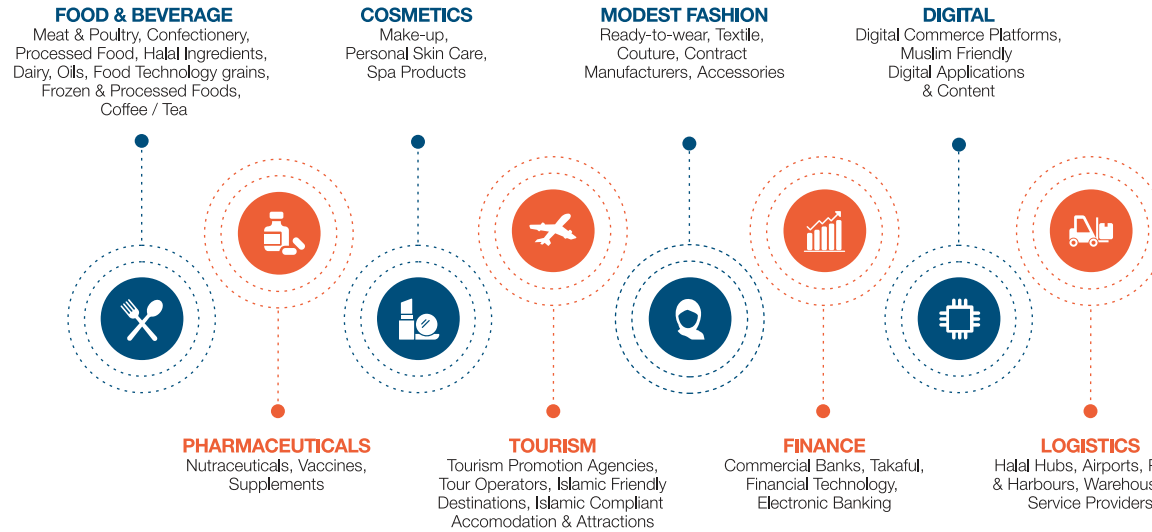 FOOD & BEVERAGE
Meat & Poultry, Confectionery,
Processed Food, Halal Ingredients,
Dairy, Oils, Food Technology grains,
Frozen & Processed Foods,
Coffee / Tea
COSMETICS
Make-up,
Personal Skin Care,
Spa Products
MODEST FASHION
Ready-to-wear, Textile,
Couture, Contract
Manufacturers, Accessories
DIGITAL
Digital Commerce Platforms,
Muslim Friendly
Digital Applications
& Content
PHARMACEUTICALS
Nutraceuticals, Vaccines,
Supplements
TOURISM
Tourism Promotion Agencies,
Tour Operators, Islamic Friendly
Destinations, Islamic Compliant
Accomodation & Attractions
FINANCE
Commercial Banks, Takaful,
Financial Technology,
Electronic Banking
LOGISTICS
Halal Hubs, Airports,
& Harbours,
Service Providers